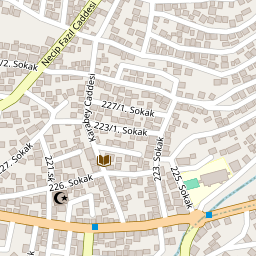 Necip Fazıl Caddesi
/2. Sokak
Karabey Caddesi
227/1. Sokak
223/1. Sokak
27. Sokak
221.sk
226. Sokak
223. Sokak
225. Sokak